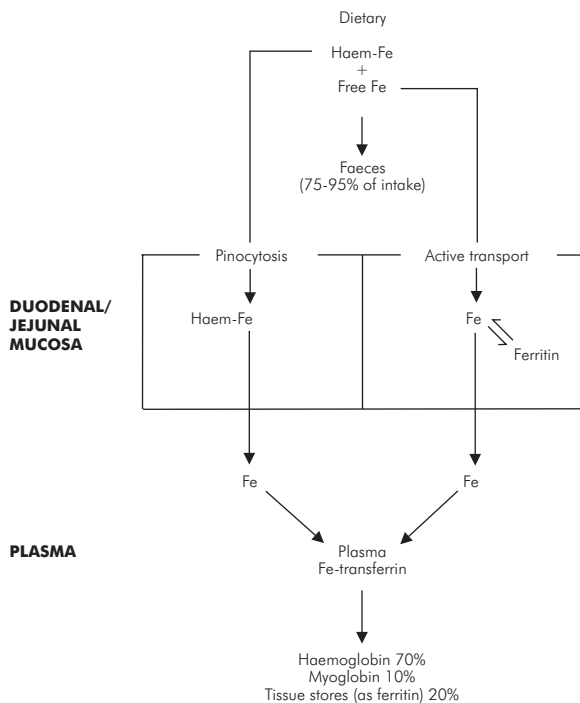 Dietary
Haem-Fe
+
Free Fe
Faeces
(75-95% of intake)
Pinocytosis
Active transport
DUODENAL/
JEJUNAL
MUCOSA
Haem-Fe
Fe
Ferritin
Fe
Fe
PLASMA
Plasma
Fe-transferrin
Haemoglobin 70%
Myoglobin 10%
Tissue stores (as ferritin) 20%